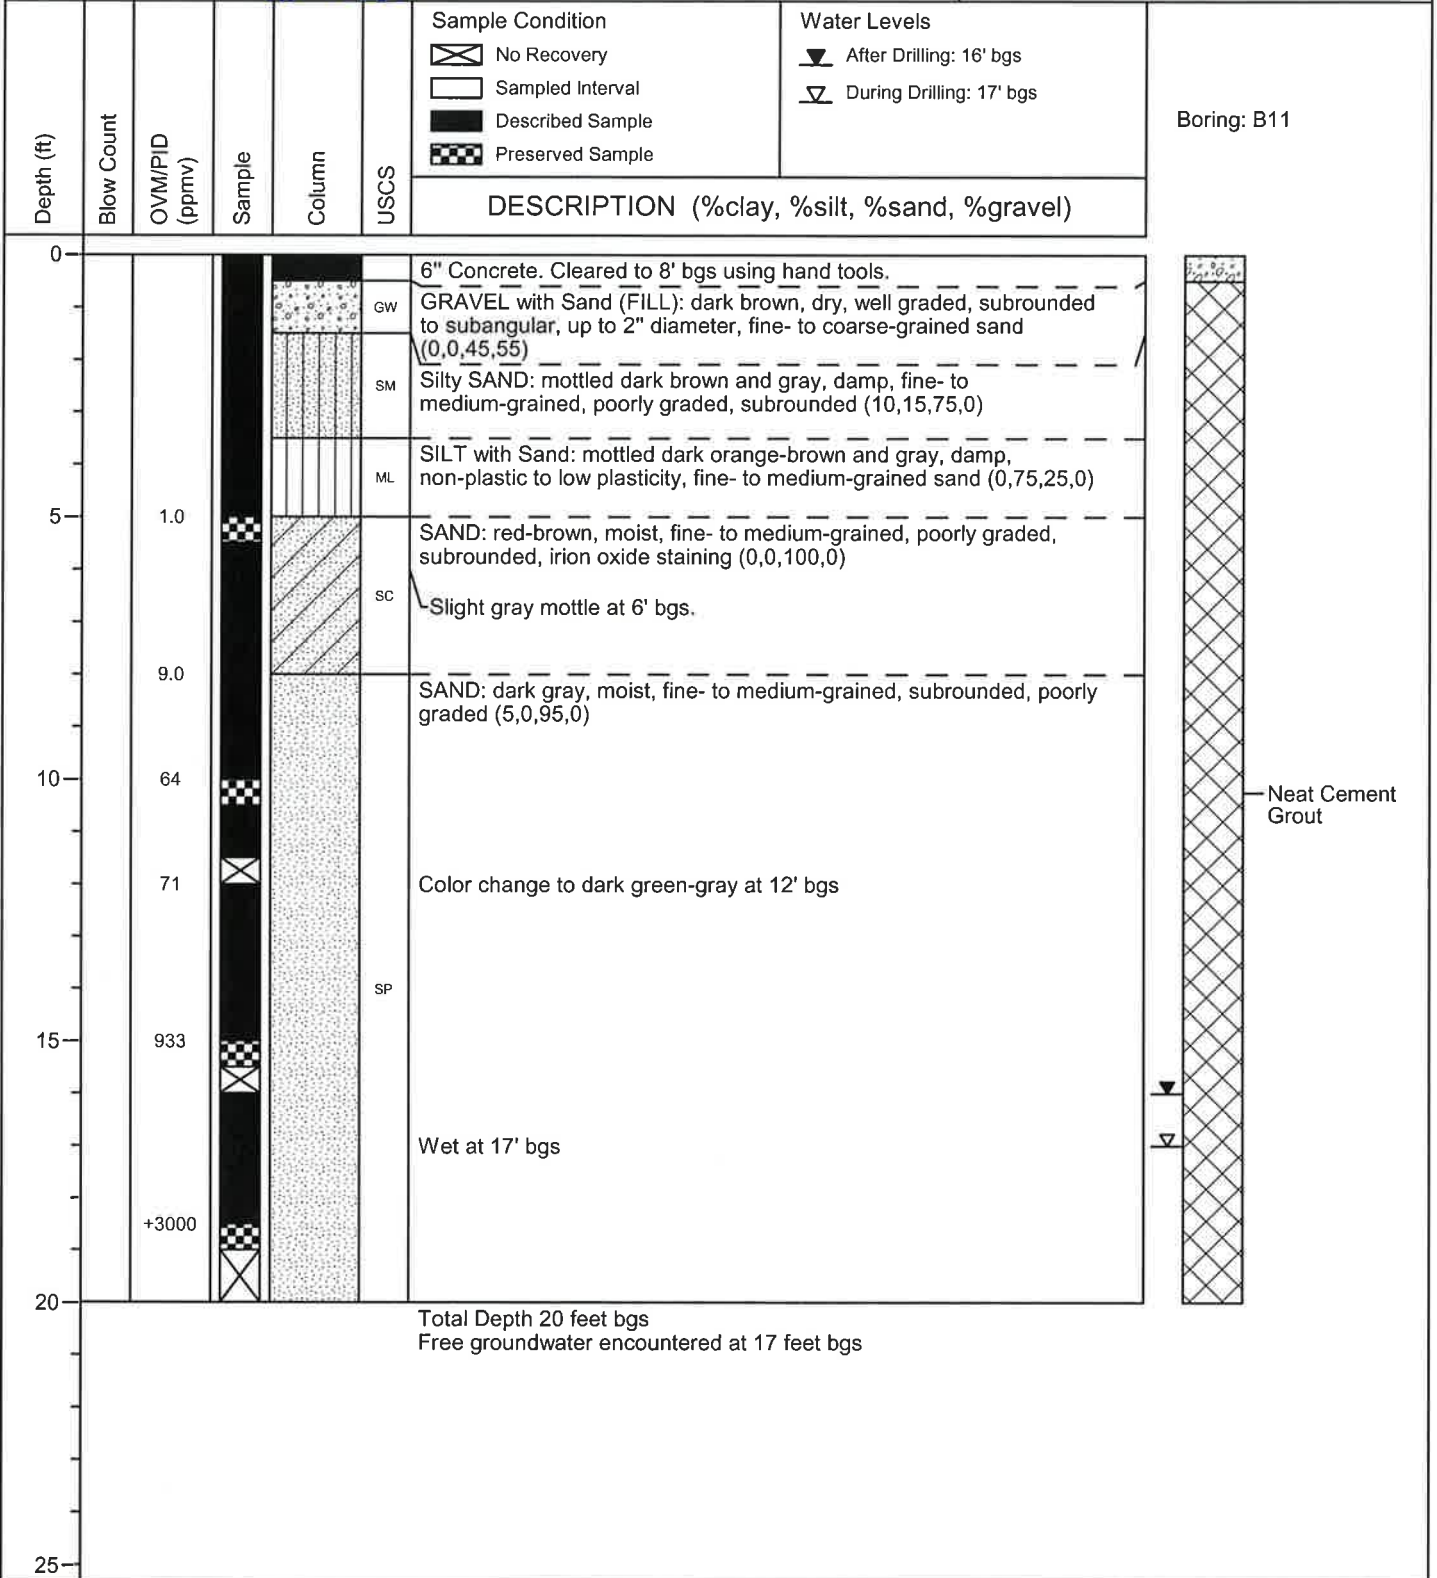 Sample Condition
No Recovery
Sampled Interval
Described Sample
Preserved Sample
Water Levels
After Drilling: 16' bgs
During Drilling: 17' bgs
Boring: B11
Depth (ft)
Blow Count
OVM/PID
(ppmv)
Sample
Column
USCS
DESCRIPTION (%clay, %silt, %sand, %gravel)
0
6" Concrete. Cleared to 8' bgs using hand tools.
GW
GRAVEL with Sand (FILL): dark brown, dry, well graded, subrounded
to subangular, up to 2" diameter, fine- to coarse-grained sand
(0,0,45,55)
SM
Silty SAND: mottled dark brown and gray, damp, fine- to
medium-grained, poorly graded, subrounded (10,15,75,0)
ML
SILT with Sand: mottled dark orange-brown and gray, damp,
non-plastic to low plasticity, fine- to medium-grained sand (0,75,25,0)
5
1.0
SAND: red-brown, moist, fine- to medium-grained, poorly graded,
subrounded, irion oxide staining (0,0,100,0)
SC
Slight gray mottle at 6' bgs.
9.0
SAND: dark gray, moist, fine- to medium-grained, subrounded, poorly
graded (5,0,95,0)
10
64
Neat Cement
Grout
71
Color change to dark green-gray at 12' bgs
SP
15
933
Wet at 17' bgs
+3000
20
Total Depth 20 feet bgs
Free groundwater encountered at 17 feet bgs
25